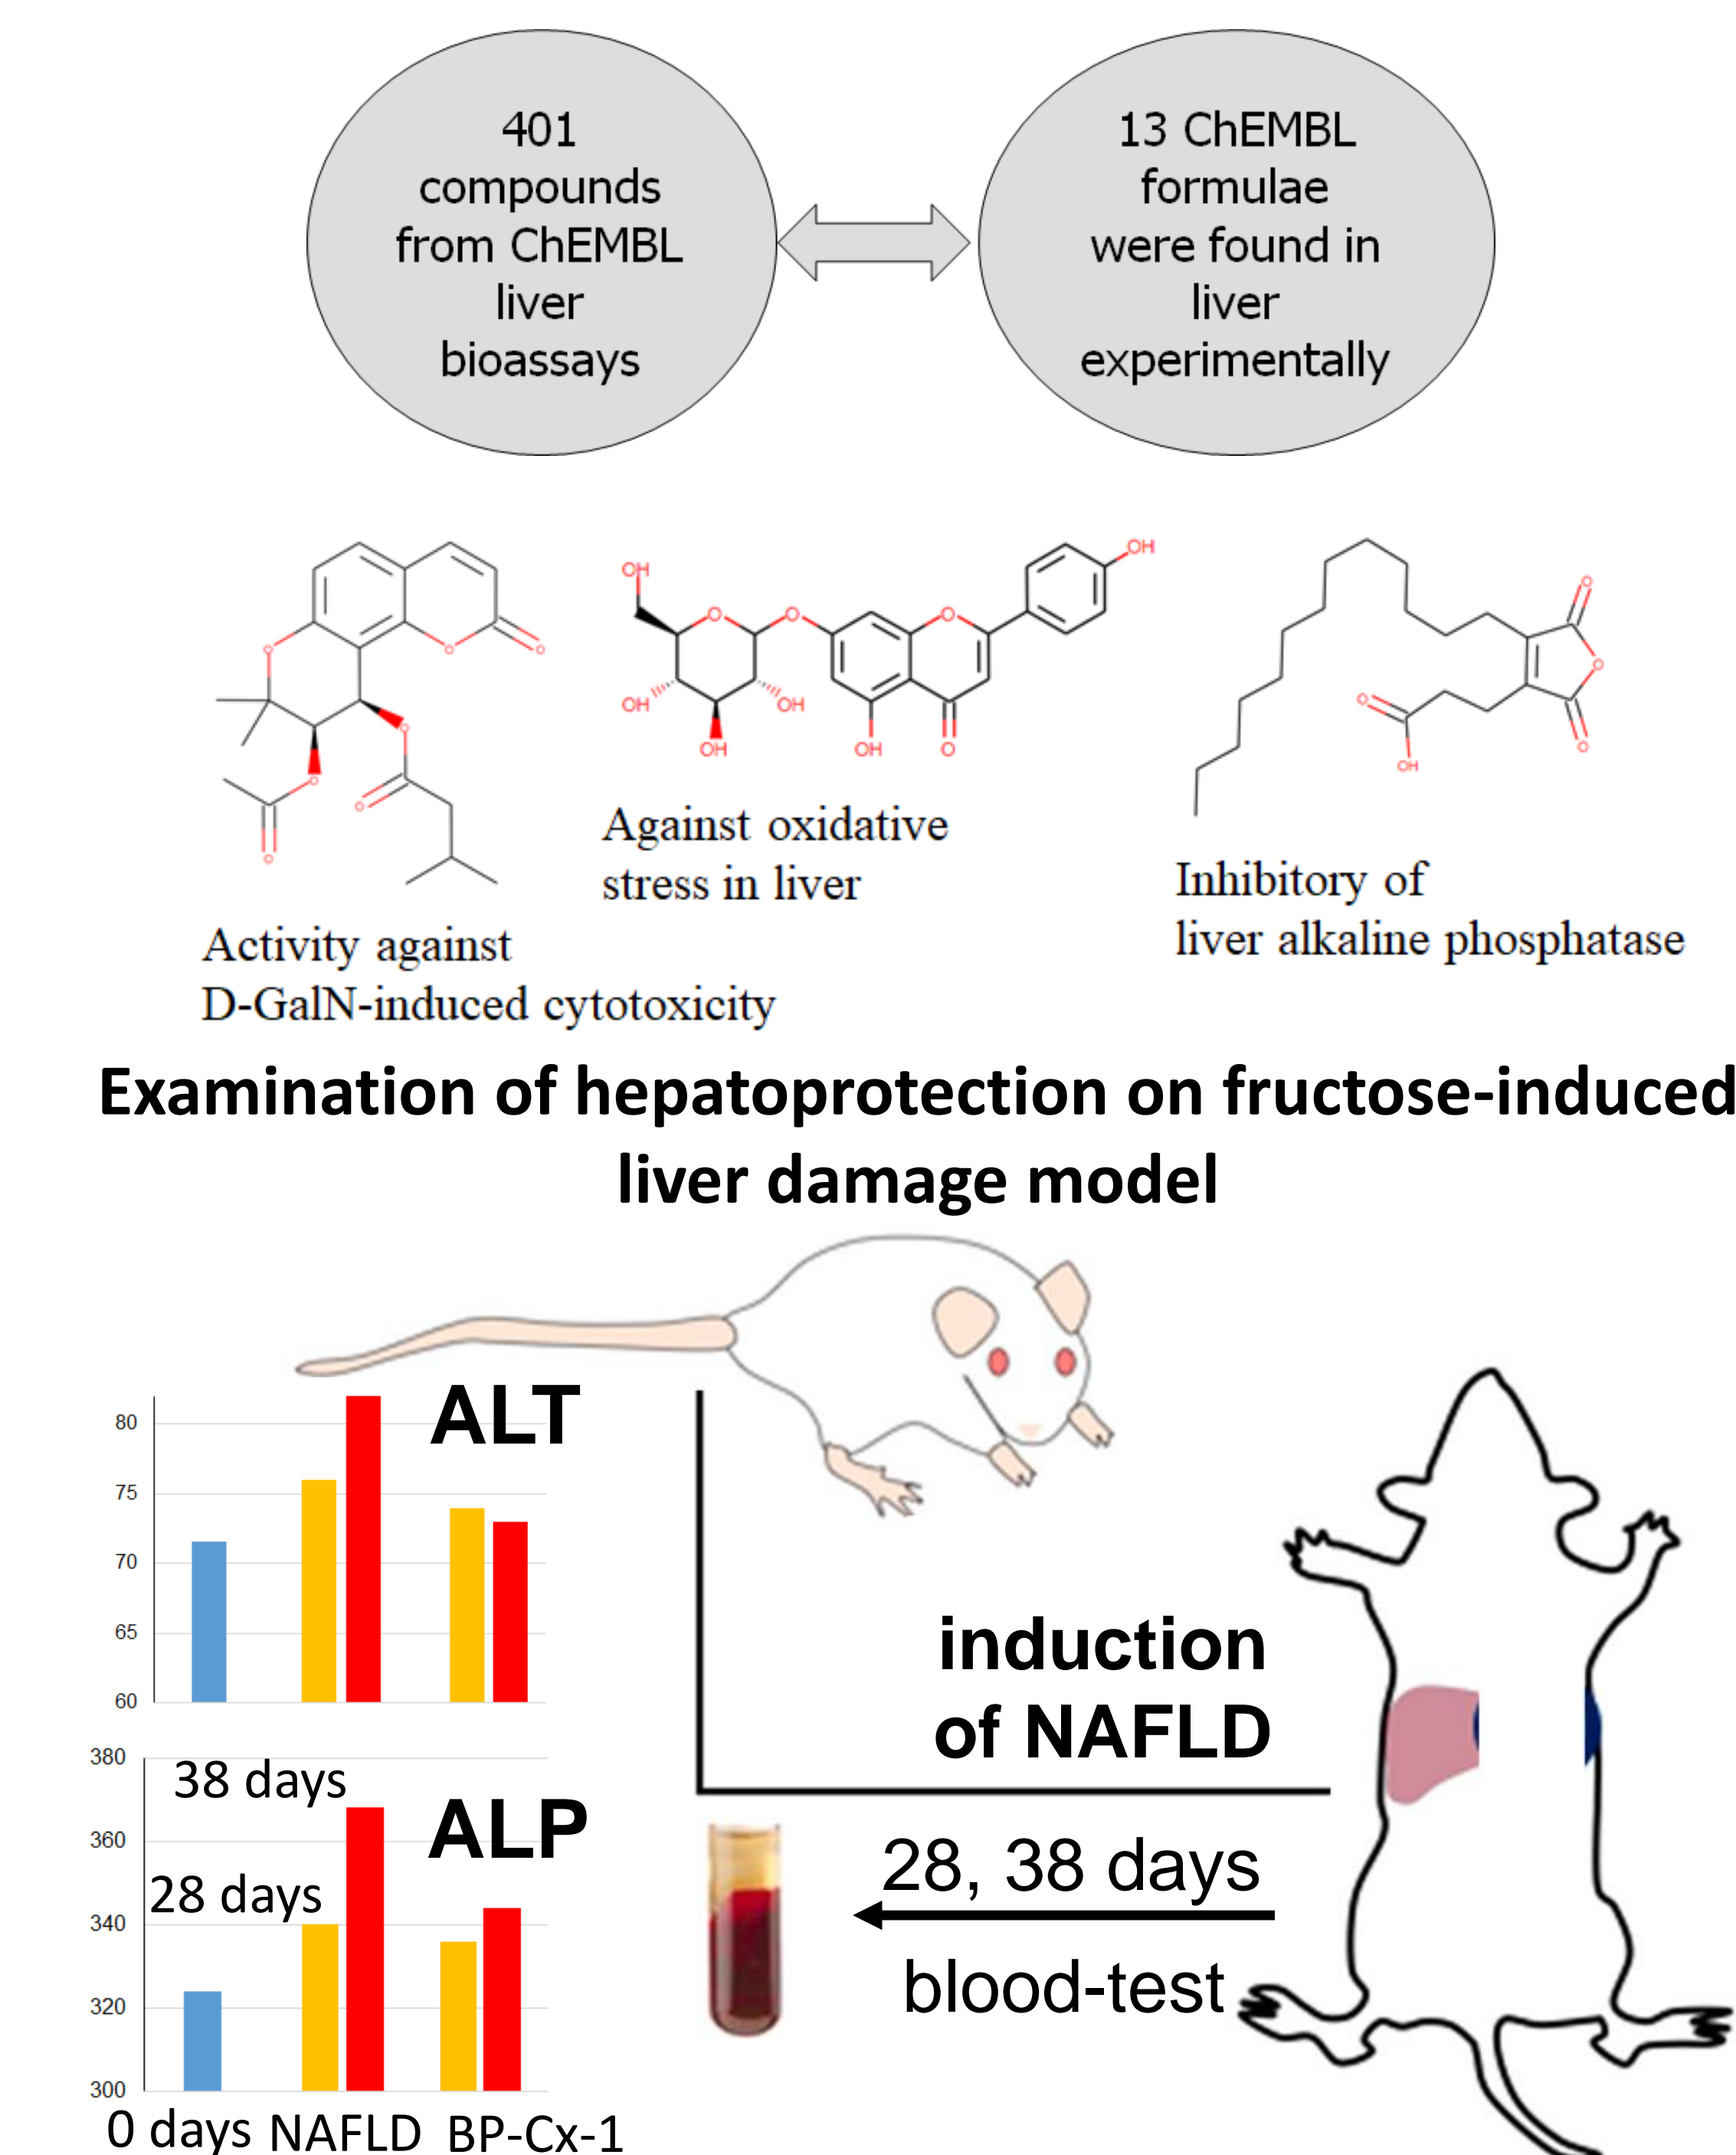 401
compounds
from ChEMBL
liver
bioassays
13 ChEMBL
formulae
were found in
liver
experimentally
O
O
O
O
O
O
O
OH
O
O
OH
OH
OH
OH
O
O
OH
O
O
O
O
OH
Activity against
D-GalN-induced cytotoxicity
Against oxidative
stress in liver
Inhibitory of
liver alkaline phosphatase
Examination of hepatoprotection on fructose-induced
liver damage model
ALT
80
75
70
65
60
ALP
380
360
340
320
300
38 days
28 days
0 days NAFLD BP-Cx-1
induction
of NAFLD
28, 38 days
blood-test